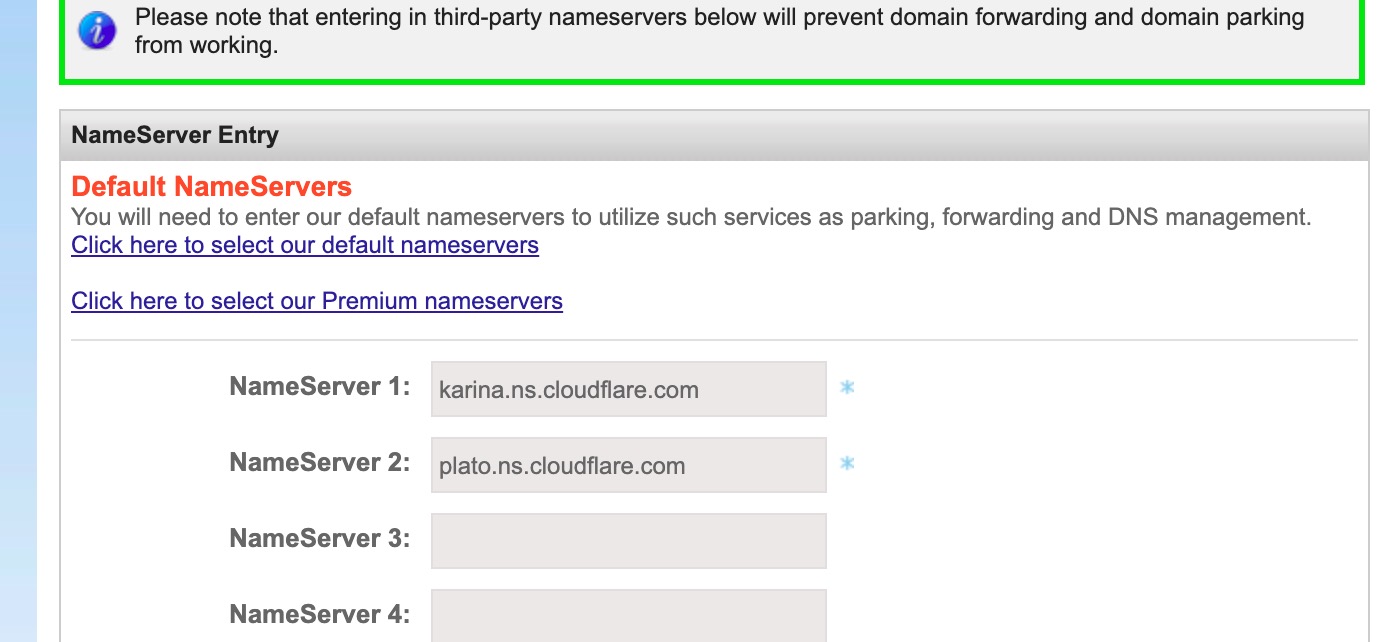 Please note that entering in third-party nameservers below will prevent domain forwarding and domain parking
from working.
NameServer Entry
Default NameServers
You will need to enter our default nameservers to utilize such services as parking, forwarding and DNS management.
Click here to select our default nameservers
Click here to select our Premium nameservers
NameServer 1: karina.ns.cloudflare.com *
NameServer 2: plato.ns.cloudflare.com *
NameServer 3:
NameServer 4: